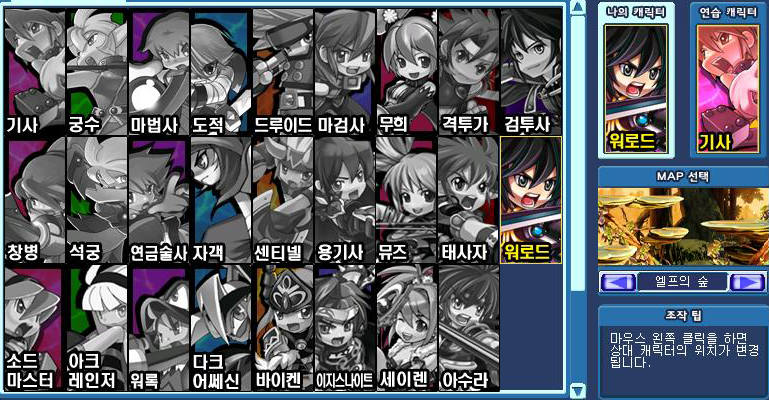 기사
궁수
마법사
도적
드루이드
마검사
무희
격투가
검투사
창병
석궁
연금술사
자객
센티넬
용기사
뮤즈
태사자
워로드
소드
마스터
아크
레인저
워록
다크
어쌔신
바이켄
이지스나이트
세이렌
아수라
나의 캐릭터
워로드
연습 캐릭터
기사
MAP 선택
엘프의 숲
조작 팁
마우스 왼쪽 클릭을 하면
상대 캐릭터의 위치가 변경
됩니다.